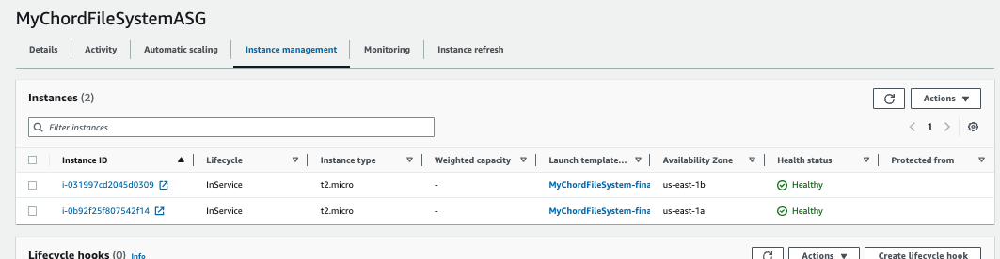 MyChordFileSystemASG
Details Activity Automatic scaling Instance management Monitoring Instance refresh
Instances (2) Actions
Filter instances 1
Instance ID Lifecycle Instance type Weighted capacity Launch template... Availability Zone Health status Protected from
i-031997cd2045d0309 InService t2.micro - MyChordFileSystem-fina us-east-1b Healthy
i-0b92f25f807542f14 InService t2.micro - MyChordFileSystem-fina us-east-1a Healthy
Lifecycle hooks (0) Info Actions Create lifecycle hook